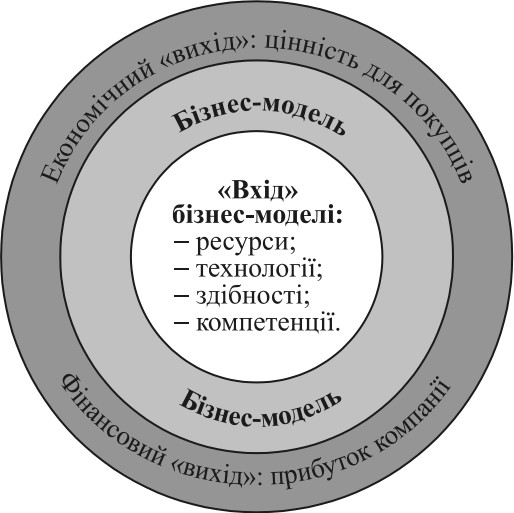 Економічний «вихід»: цінність для покупців
Бізнес-модель
«Вхід»
бізнес-моделі:
– ресурси;
– технології;
– здібності;
– компетенції.
Бізнес-модель
Фінансовий «вихід»: прибуток компанії